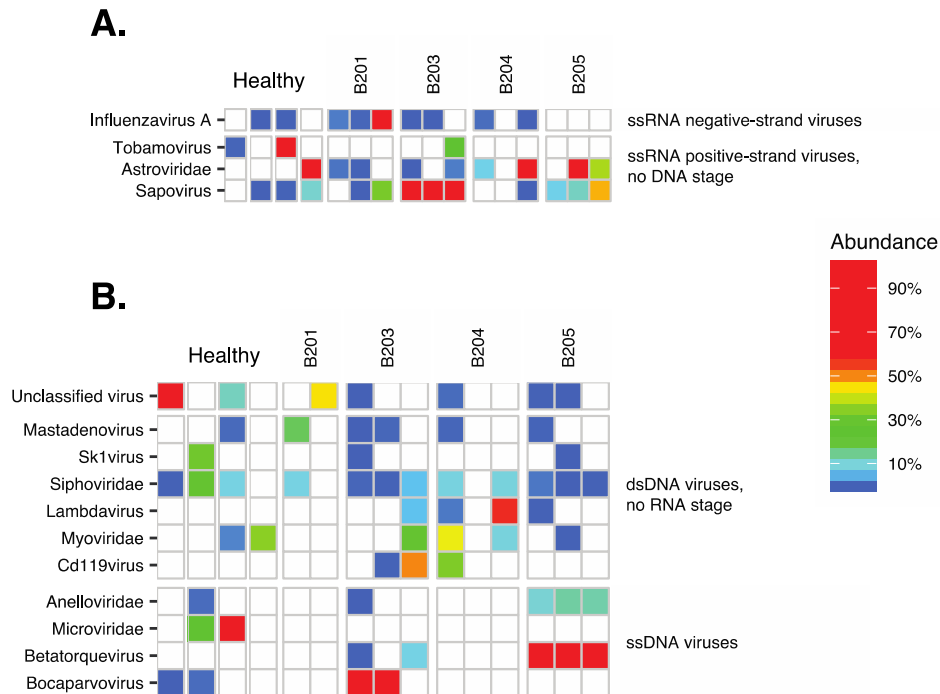 A.
Healthy
B201
B203
B204
B205
Influenzavirus A
ssRNA negative-strand viruses
Tobamovirus
Astroviridae
Sapovirus
ssRNA positive-strand viruses,
no DNA stage
Abundance
90%
70%
50%
30%
10%
B.
Healthy
B201
B203
B204
B205
Unclassified virus
Mastadenovirus
Sk1virus
Siphoviridae
Lambdavirus
Myoviridae
Cd119virus
dsDNA viruses,
no RNA stage
Anelloviridae
Microviridae
Betatorquevirus
Bocaparvovirus
ssDNA viruses